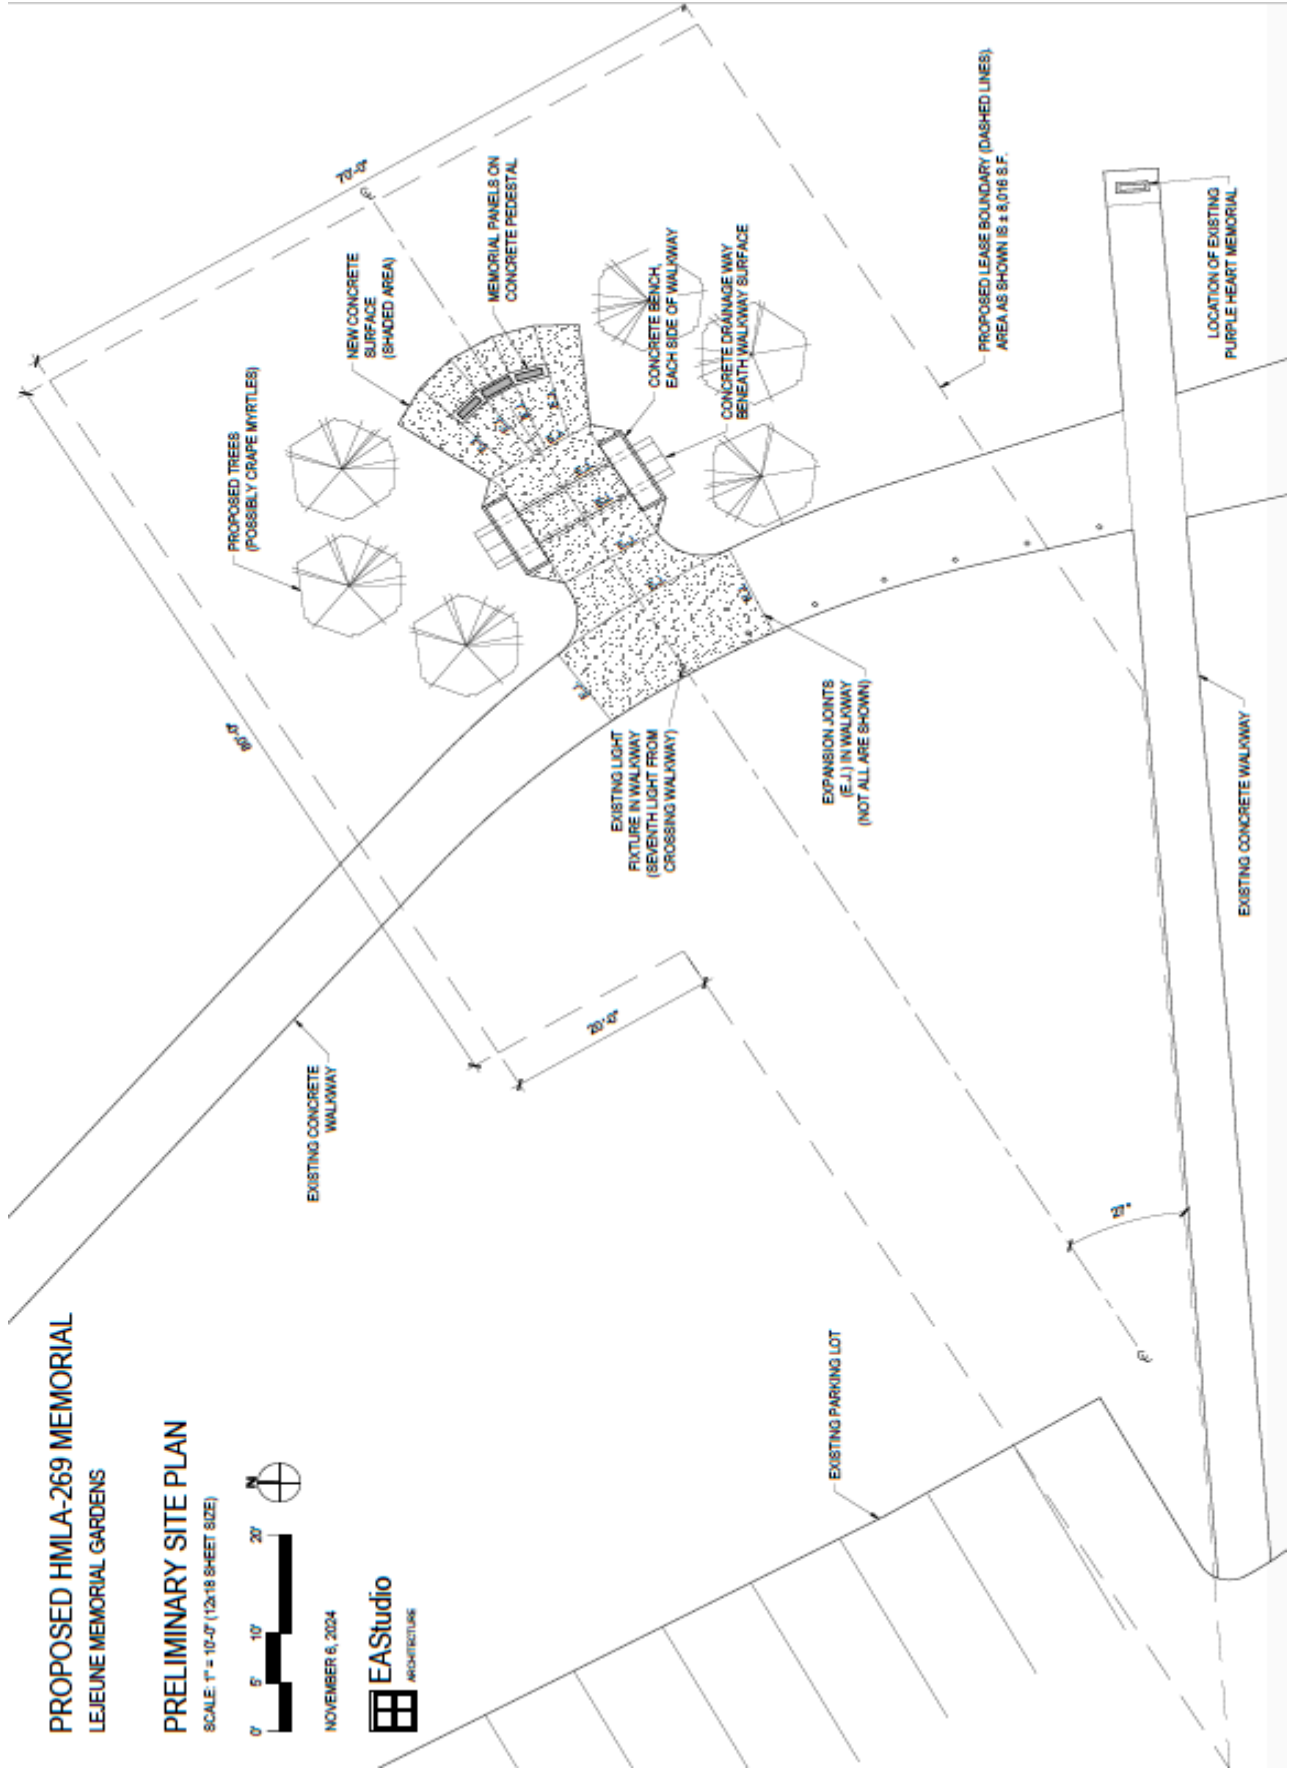 PROPOSED HMLA-269 MEMORIAL
LEJEUNE MEMORIAL GARDENS
PRELIMINARY SITE PLAN
SCALE: 1" = 10'-0" (12x18 SHEET SIZE)
0'
5'
10'
20'
N
NOVEMBER 6, 2024
EAStudio
ARCHITECTURE
EXISTING CONCRETE
WALKWAY
80'-0"
PROPOSED TREES
(POSSIBLY CRAPE MYRTLES)
NEW CONCRETE
SURFACE
(SHADED AREA)
70'-0"
MEMORIAL PANELS ON
CONCRETE PEDESTAL
CONCRETE BENCH,
EACH SIDE OF WALKWAY
CONCRETE DRAINAGE WAY
BENEATH WALKWAY SURFACE
E.J.
E.J.
E.J.
E.J.
E.J.
E.J.
E.J.
E.J.
E.J.
E.J.
E.J.
20'-0"
EXISTING LIGHT
FIXTURE IN WALKWAY
(SEVENTH LIGHT FROM
CROSSING WALKWAY)
EXPANSION JOINTS
(E.J.) IN WALKWAY
(NOT ALL ARE SHOWN)
PROPOSED LEASE BOUNDARY (DASHED LINES).
AREA AS SHOWN IS ± 8,016 S.F.
LOCATION OF EXISTING
PURPLE HEART MEMORIAL
EXISTING CONCRETE WALKWAY
27°
EXISTING PARKING LOT